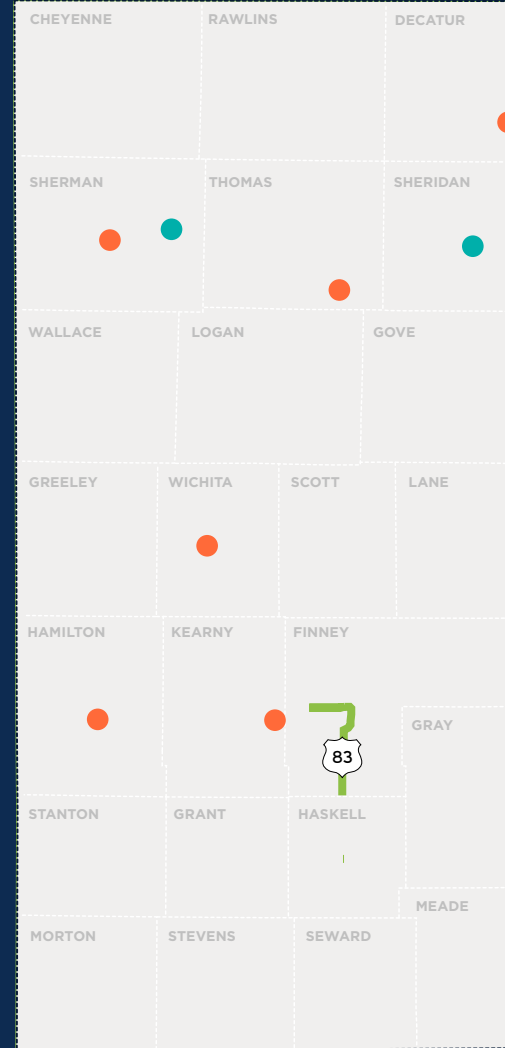 CHEYENNE RAWLINS DECATUR
SHERMAN THOMAS SHERIDAN
WALLACE LOGAN GOVE
GREELEY WICHITA SCOTT LANE
HAMILTON KEARNY FINNEY
GRAY
83
STANTON GRANT HASKELL
MEADE
MORTON STEVENS SEWARD